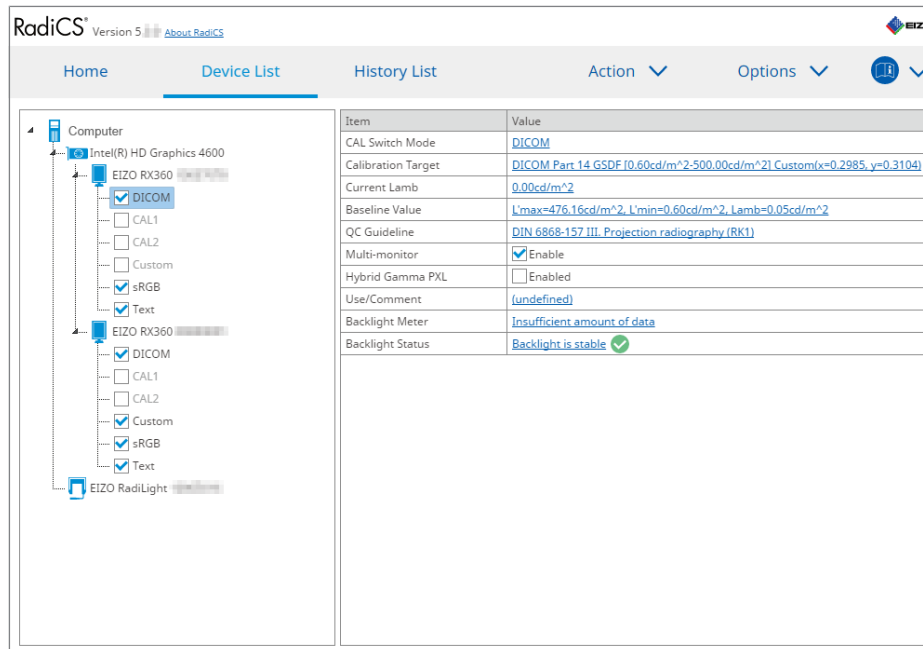 RadiCS® Version 5. About RadiCS
EIZ
Home Device List History List Action Options
Computer
Intel(R) HD Graphics 4600
EIZO RX360
DICOM
CAL1
CAL2
Custom
sRGB
Text
EIZO RX360
DICOM
CAL1
CAL2
Custom
sRGB
Text
EIZO RadiLight
Item Value
CAL Switch Mode DICOM
Calibration Target DICOM Part 14 GSDF [0.60cd/m^2-500.00cd/m^2] Custom(x=0.2985, y=0.3104)
Current Lamb 0.00cd/m^2
Baseline Value L'max=476.16cd/m^2, L'min=0.60cd/m^2, Lamb=0.05cd/m^2
QC Guideline DIN 6868-157 III. Projection radiography (RK1)
Multi-monitor Enable
Hybrid Gamma PXL Enabled
Use/Comment (undefined)
Backlight Meter Insufficient amount of data
Backlight Status Backlight is stable